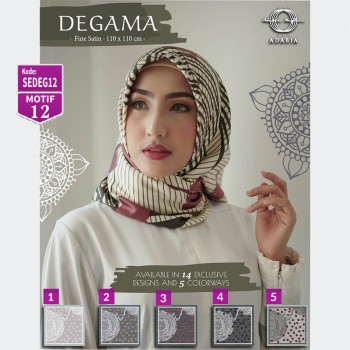 DEGAMA
- Fine Satin - 110 x 110 cm -
ADABIA
Kode:
SEDEG12
MOTIF
12
AVAILABLE IN 14 EXCLUSIVE
DESIGNS AND 5 COLORWAYS
1 2 3 4 5